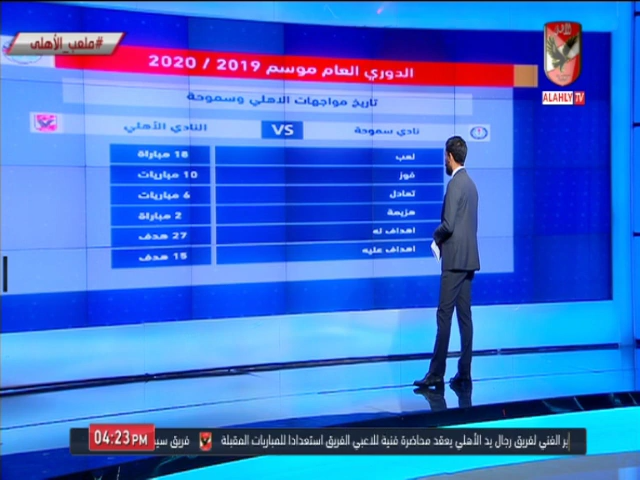 #ملعب_الأهلى
الدوري العام موسم 2019 / 2020
تاريخ مواجهات الاهلي وسموحة
نادي سموحة VS النادي الأهلي
لعب 18 مباراة
فوز 10 مباريات
تعادل 6 مباريات
هزيمة 2 مباراة
اهداف له 27 هدف
اهداف عليه 15 هدف
ALAHLY TV
04:23 PM
الفني لفريق رجال يد الأهلي يعقد محاضرة فنية للاعبي الفريق استعدادا للمباريات المقبلة
فريق